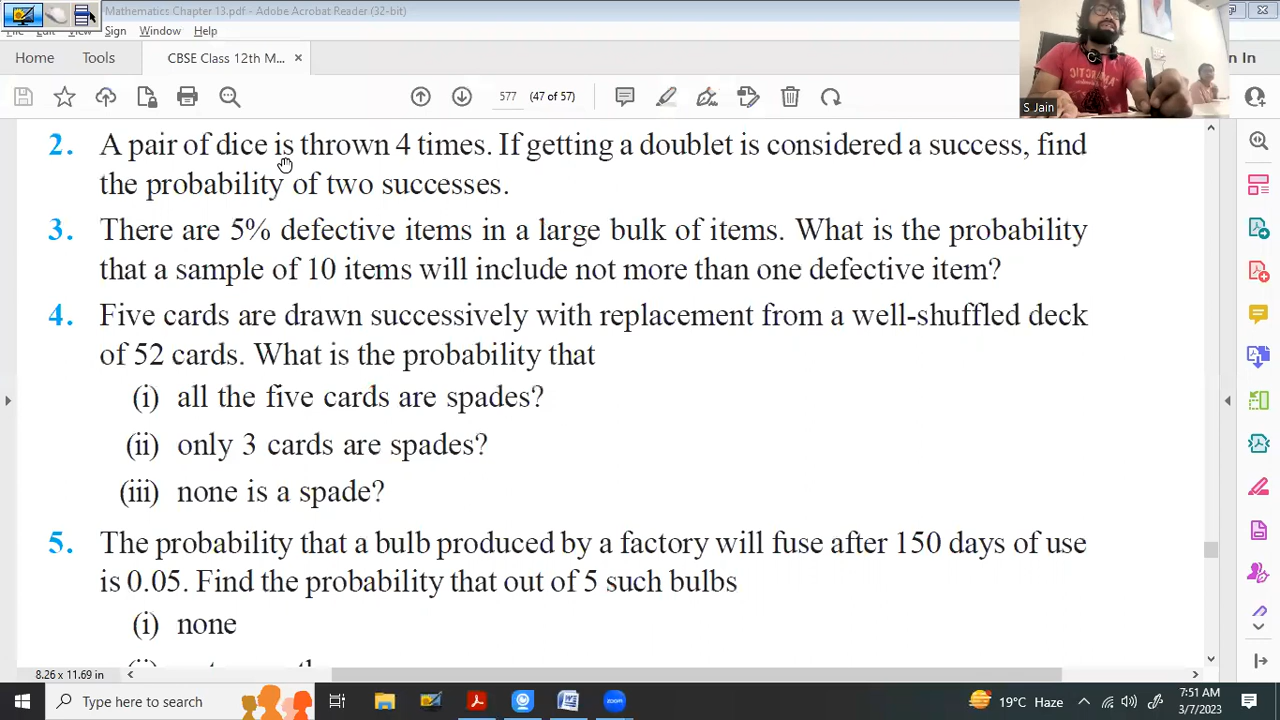 Mathematics Chapter 13.pdf - Adobe Acrobat Reader (32-bit)
Sign Window Help
Home Tools CBSE Class 12th M... × In In
577 (47 of 57)
S Jain
2. A pair of dice is thrown 4 times. If getting a doublet is considered a success, find
the probability of two successes.
3. There are 5% defective items in a large bulk of items. What is the probability
that a sample of 10 items will include not more than one defective item?
4. Five cards are drawn successively with replacement from a well-shuffled deck
of 52 cards. What is the probability that
(i) all the five cards are spades?
(ii) only 3 cards are spades?
(iii) none is a spade?
5. The probability that a bulb produced by a factory will fuse after 150 days of use
is 0.05. Find the probability that out of 5 such bulbs
(i) none
8.26 x 11.69 in
Type here to search
19°C Haze
7:51 AM
3/7/2023